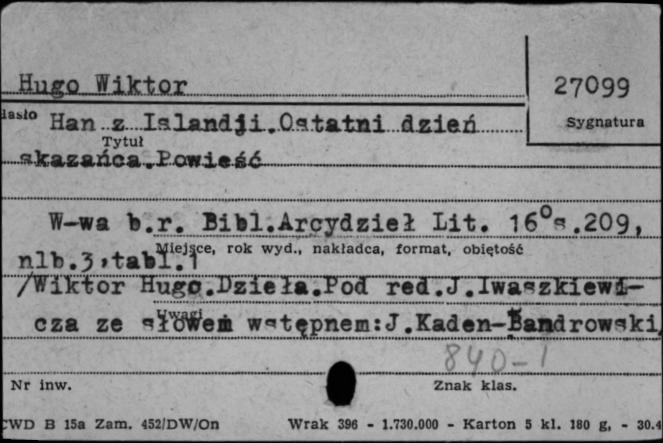 Hugo Wiktor
27099
Hasło
Han z Islandji.Ostatni dzień
Sygnatura
Tytuł
skazańca.Powieść
W-wa b.r. Bibl.Arcydzieł Lit. 16°s.209,
Miejsce, rok wyd., nakładca, format, objętość
nlb.3,tabl.1
/Wiktor Hugo.Dzieła.Pod red.J.Iwaszkiewi-
Uwagi
cza ze słowem wstępnem:J.Kaden-Bandrowski
840-1
Nr inw.
Znak klas.
CWD B 15a Zam. 452/DW/On Wrak 396 - 1.730.000 - Karton 5 kl. 180 g, - 30.4